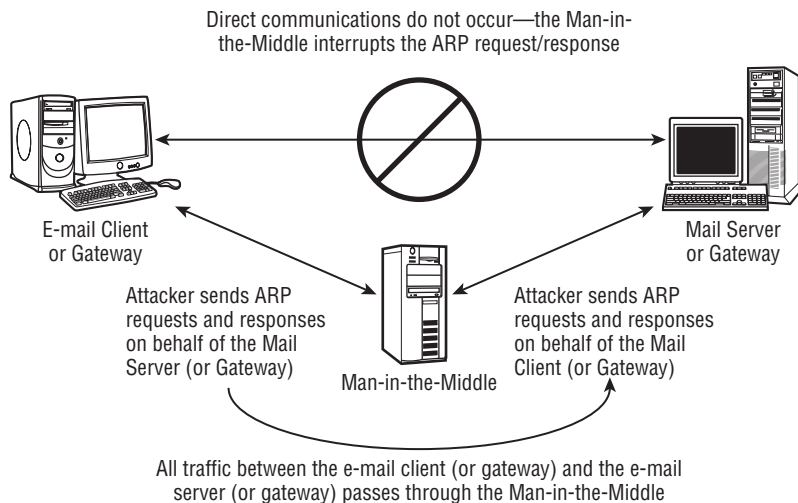 Direct communications do not occur—the Man-in-
the-Middle interrupts the ARP request/response
E-mail Client
or Gateway
Mail Server
or Gateway
Attacker sends ARP
requests and responses
on behalf of the Mail
Server (or Gateway)
Man-in-the-Middle
Attacker sends ARP
requests and responses
on behalf of the Mail
Client (or Gateway)
All traffic between the e-mail client (or gateway) and the e-mail
server (or gateway) passes through the Man-in-the-Middle